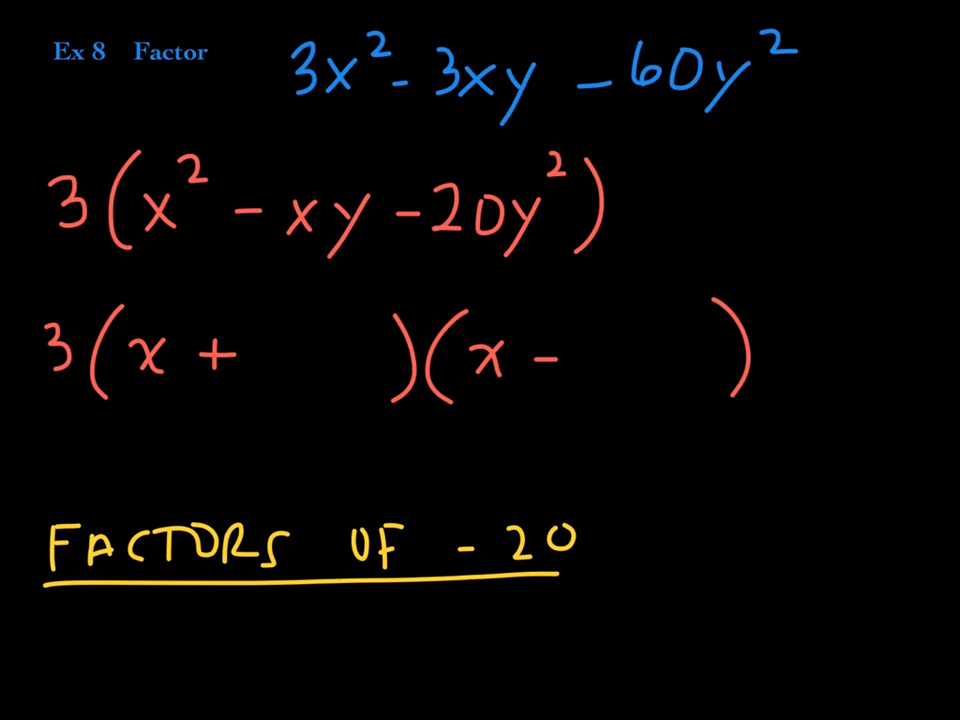 Ex 8 Factor 3x² - 3xy - 60y²
3(x² - xy - 20y²)
3(x + )(x - )
FACTORS OF - 20